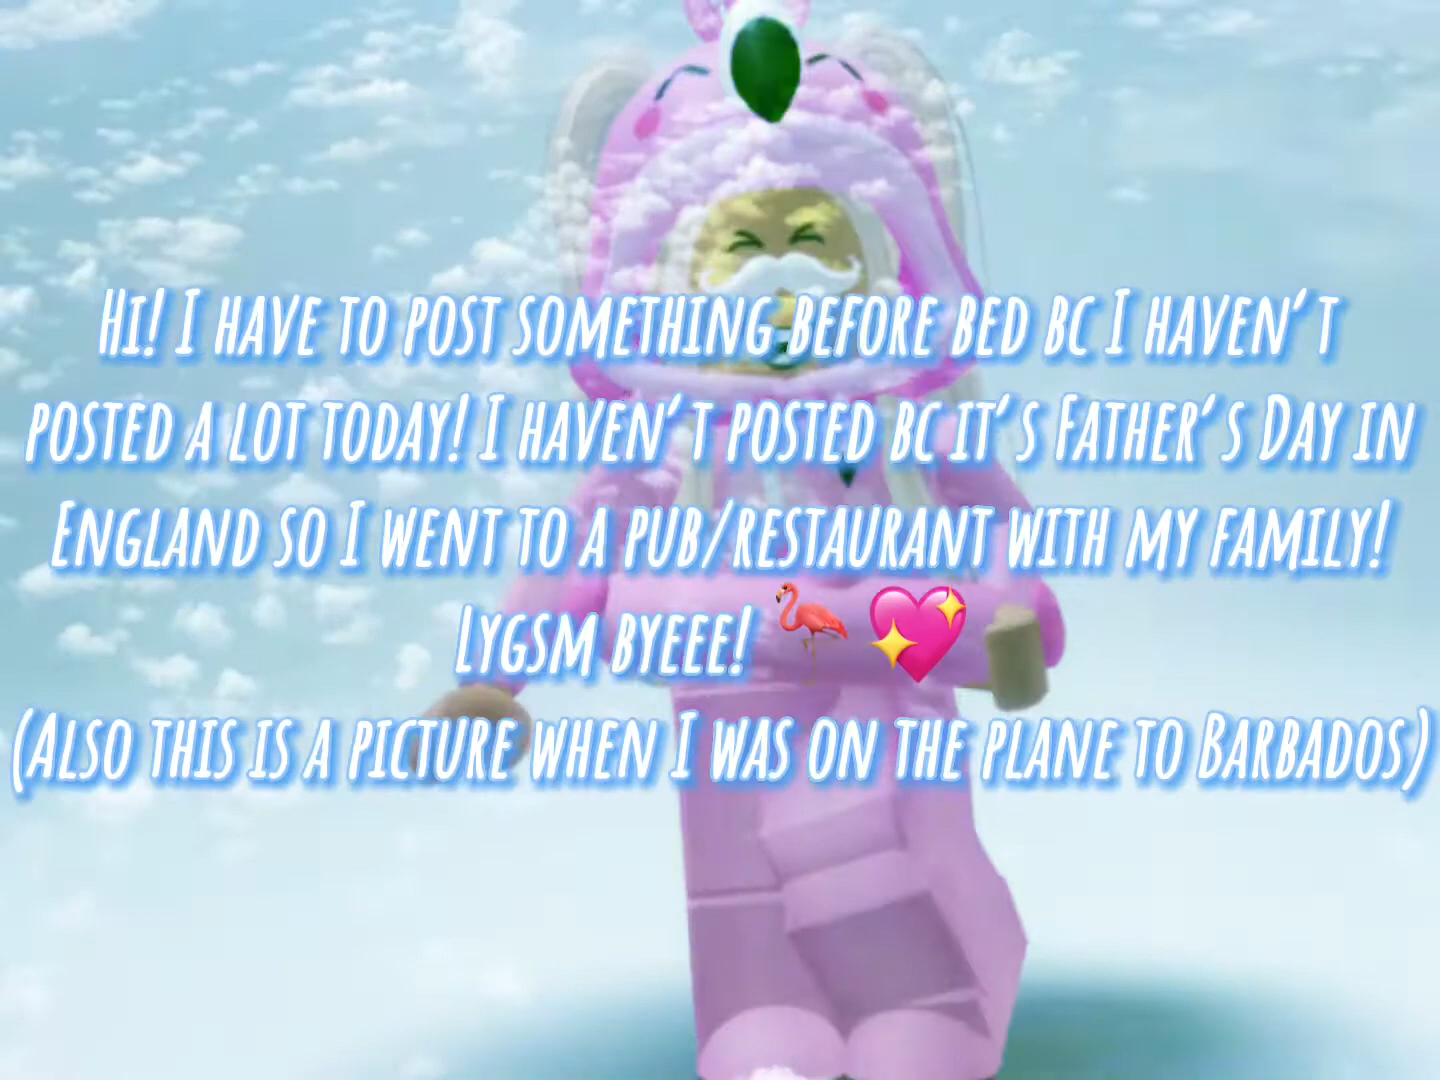 Hi! I have to post something before bed bc I haven't
posted a lot today! I haven't posted bc it's Father's Day in
England so I went to a pub/restaurant with my family!
Lygsm byeee! 🦩 💖
(Also this is a picture when I was on the plane to Barbados)